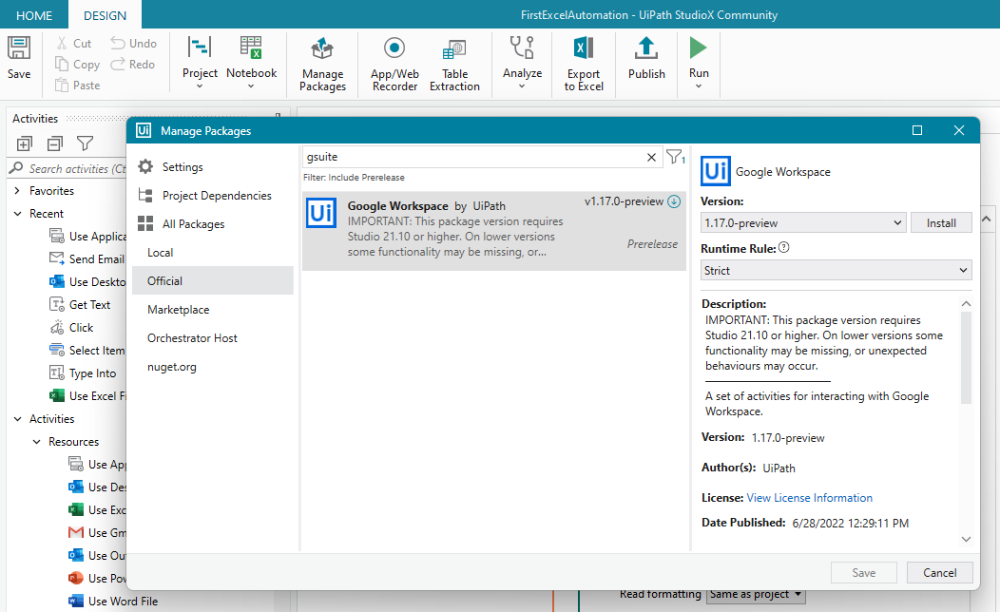 HOME
DESIGN
FirstExcelAutomation - UiPath StudioX Community
Save
Cut
Copy
Paste
Undo
Redo
Project
Notebook
Manage
Packages
App/Web
Recorder
Table
Extraction
Analyze
Export
to Excel
Publish
Run
Activities
Search activities (Ct
Favorites
Recent
Use Applica
Send Email
Use Deskto
Get Text
Click
Select Item
Type Into
Use Excel Fi
Activities
Resources
Use App
Use Des
Use Exc
Use Gm
Use Ou
Use Pow
Use Word File
Ui
Manage Packages
Settings
Project Dependencies
All Packages
Local
Official
Marketplace
Orchestrator Host
nuget.org
gsuite
1
Filter: Include Prerelease
Ui
Google Workspace by UiPath
v1.17.0-preview
IMPORTANT: This package version requires
Studio 21.10 or higher. On lower versions
some functionality may be missing, or...
Prerelease
Ui
Google Workspace
Version:
1.17.0-preview
Install
Runtime Rule:
Strict
Description:
IMPORTANT: This package version requires
Studio 21.10 or higher. On lower versions some
functionality may be missing, or unexpected
behaviours may occur.
A set of activities for interacting with Google
Workspace.
Version: 1.17.0-preview
Author(s): UiPath
License: View License Information
Date Published: 6/28/2022 12:29:11 PM
Save
Cancel
Read formatting Same as project